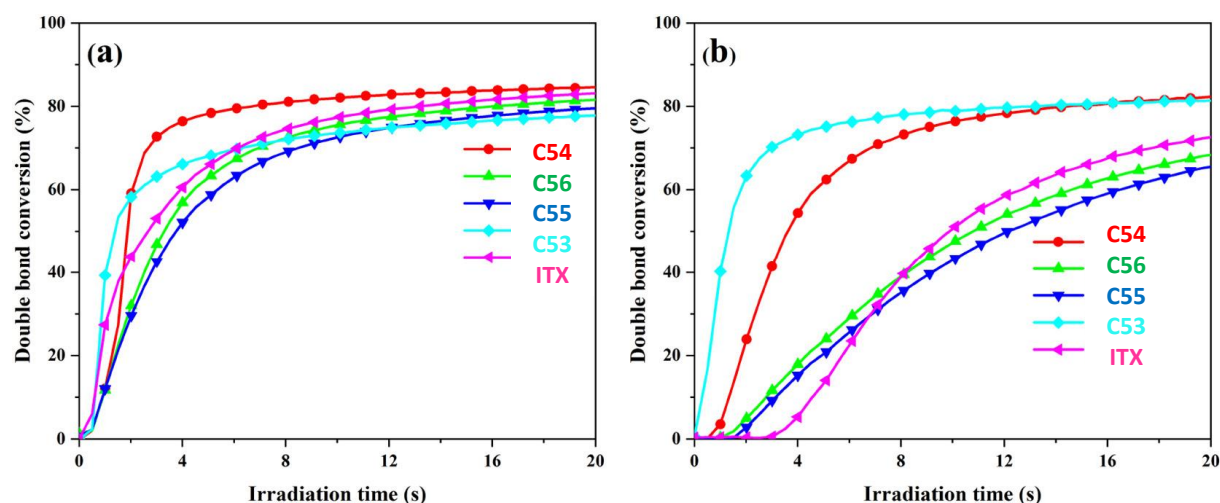 (a)
Double bond conversion (%)
100
80
60
40
20
0
C54
C56
C55
C53
ITX
0 4 8 12 16 20
Irradiation time (s)
(b)
Double bond conversion (%)
100
80
60
40
20
0
C54
C56
C55
C53
ITX
0 4 8 12 16 20
Irradiation time (s)